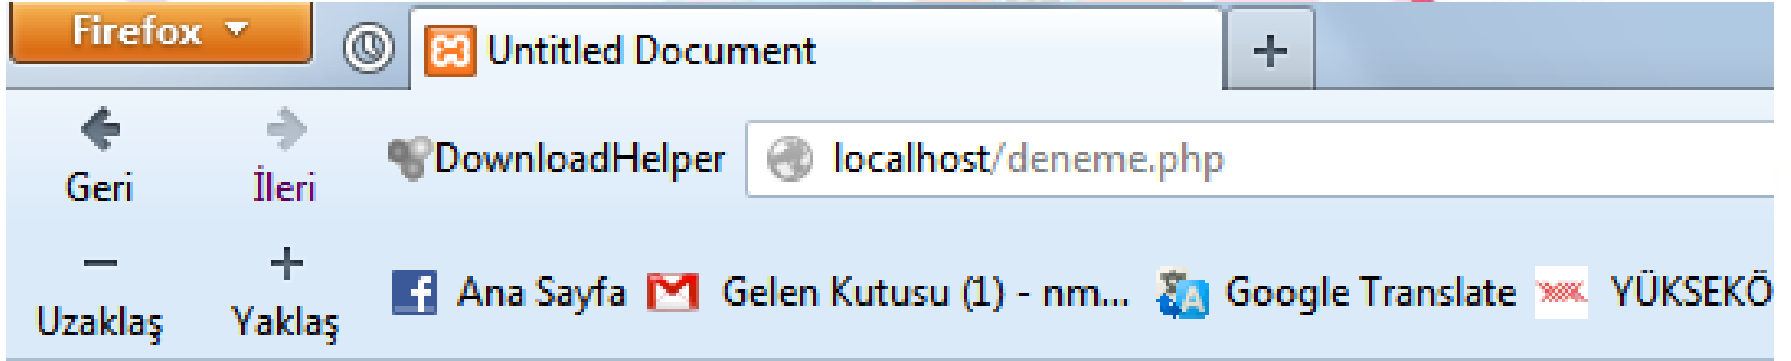 Firefox
Untitled Document
Geri İleri DownloadHelper localhost/deneme.php
Uzaklaş Yaklaş Ana Sayfa Gelen Kutusu (1) - nm... Google Translate YÜKSEKÖ